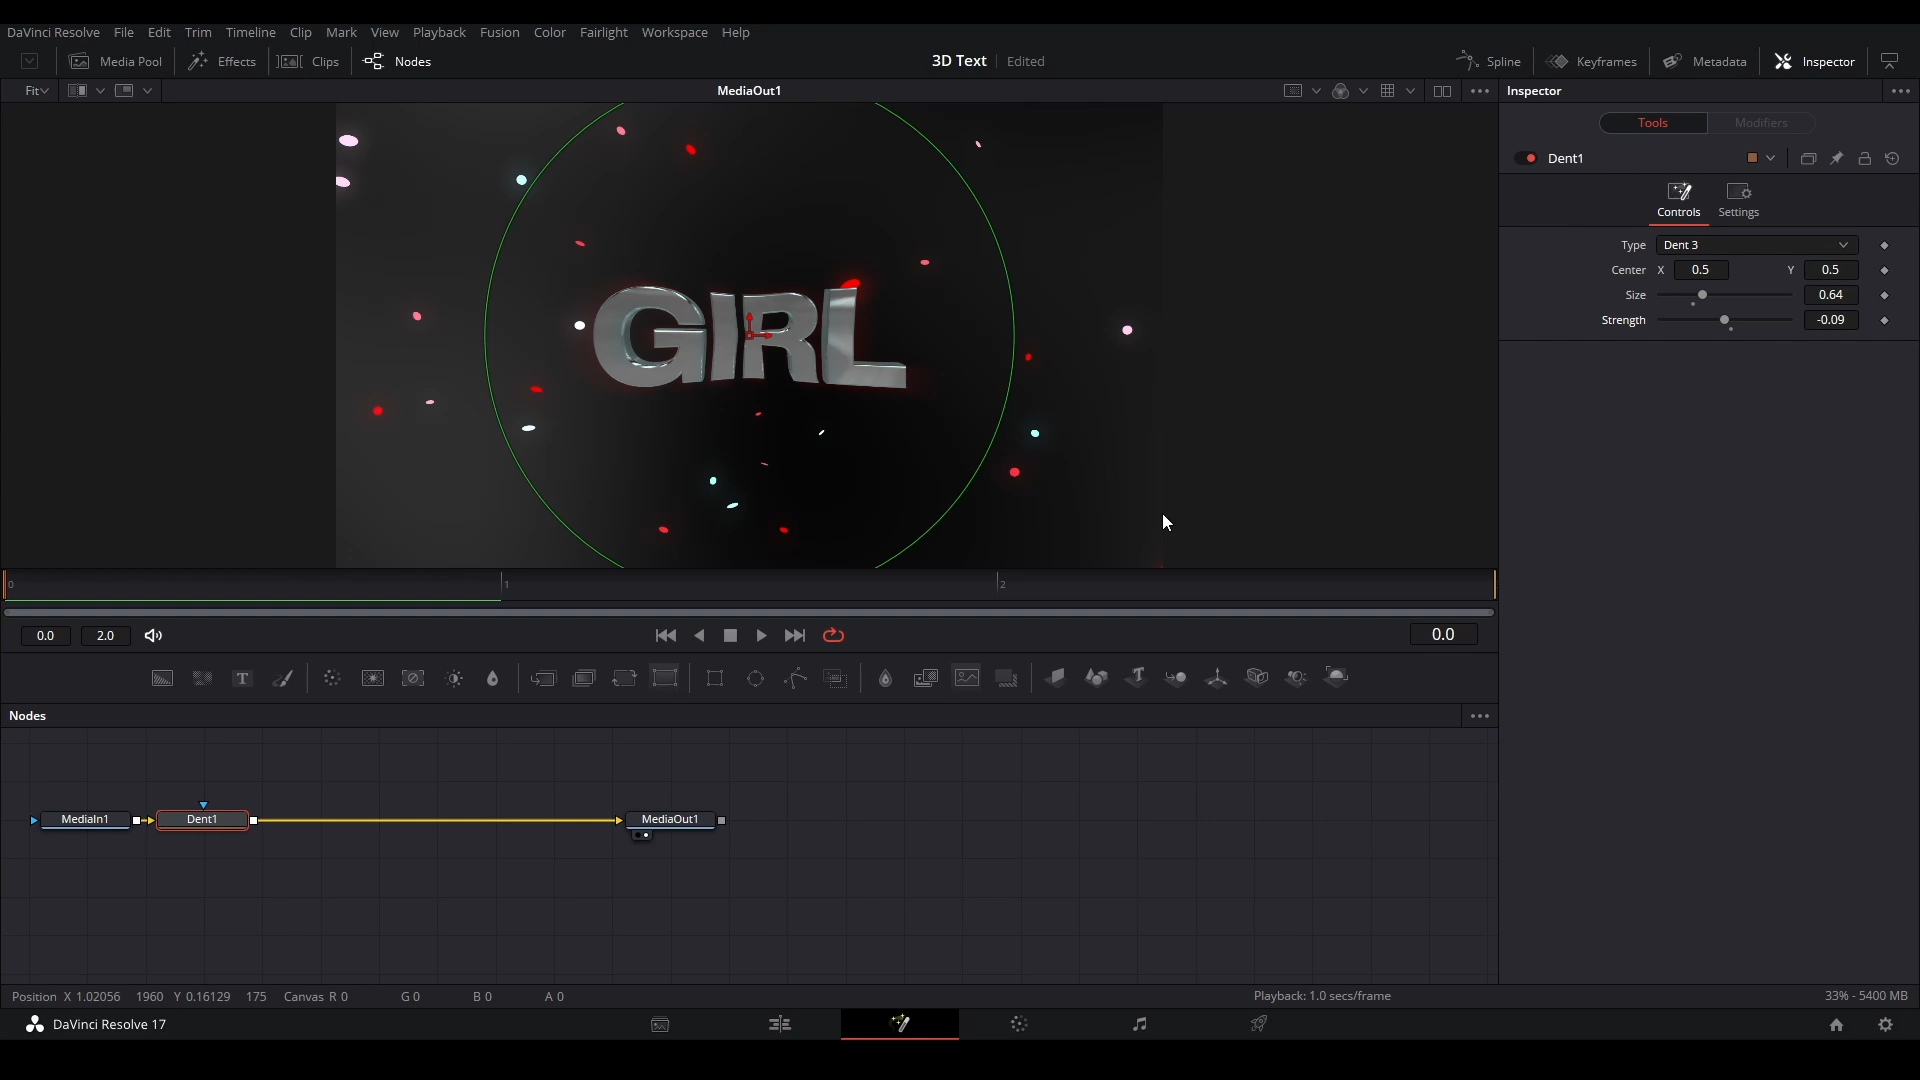 DaVinci Resolve File Edit Trim Timeline Clip Mark View Playback Fusion Color Fairlight Workspace Help
Media Pool Effects Clips Nodes 3D Text Edited Spline Keyframes Metadata Inspector
Fit MediaOut1 Inspector
Tools Modifiers
Dent1
Controls Settings
Type Dent 3
Center X 0.5 Y 0.5
Size 0.64
Strength -0.09
GIRL
0 1 2
0.0 2.0 0.0
T T
Nodes
MediaIn1 Dent1 MediaOut1
Position X 1.02056 1960 Y 0.16129 175 Canvas R 0 G 0 B 0 A 0 Playback: 1.0 secs/frame 33% - 5400 MB
DaVinci Resolve 17